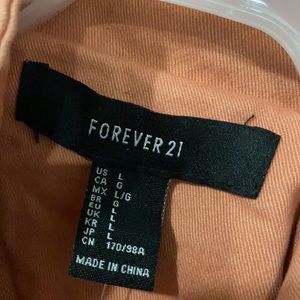 FOREVER 21
US L
CA G
MX L/G
BR G
EU L
UK L
KR L
JP L
CN 170/98A
MADE IN CHINA